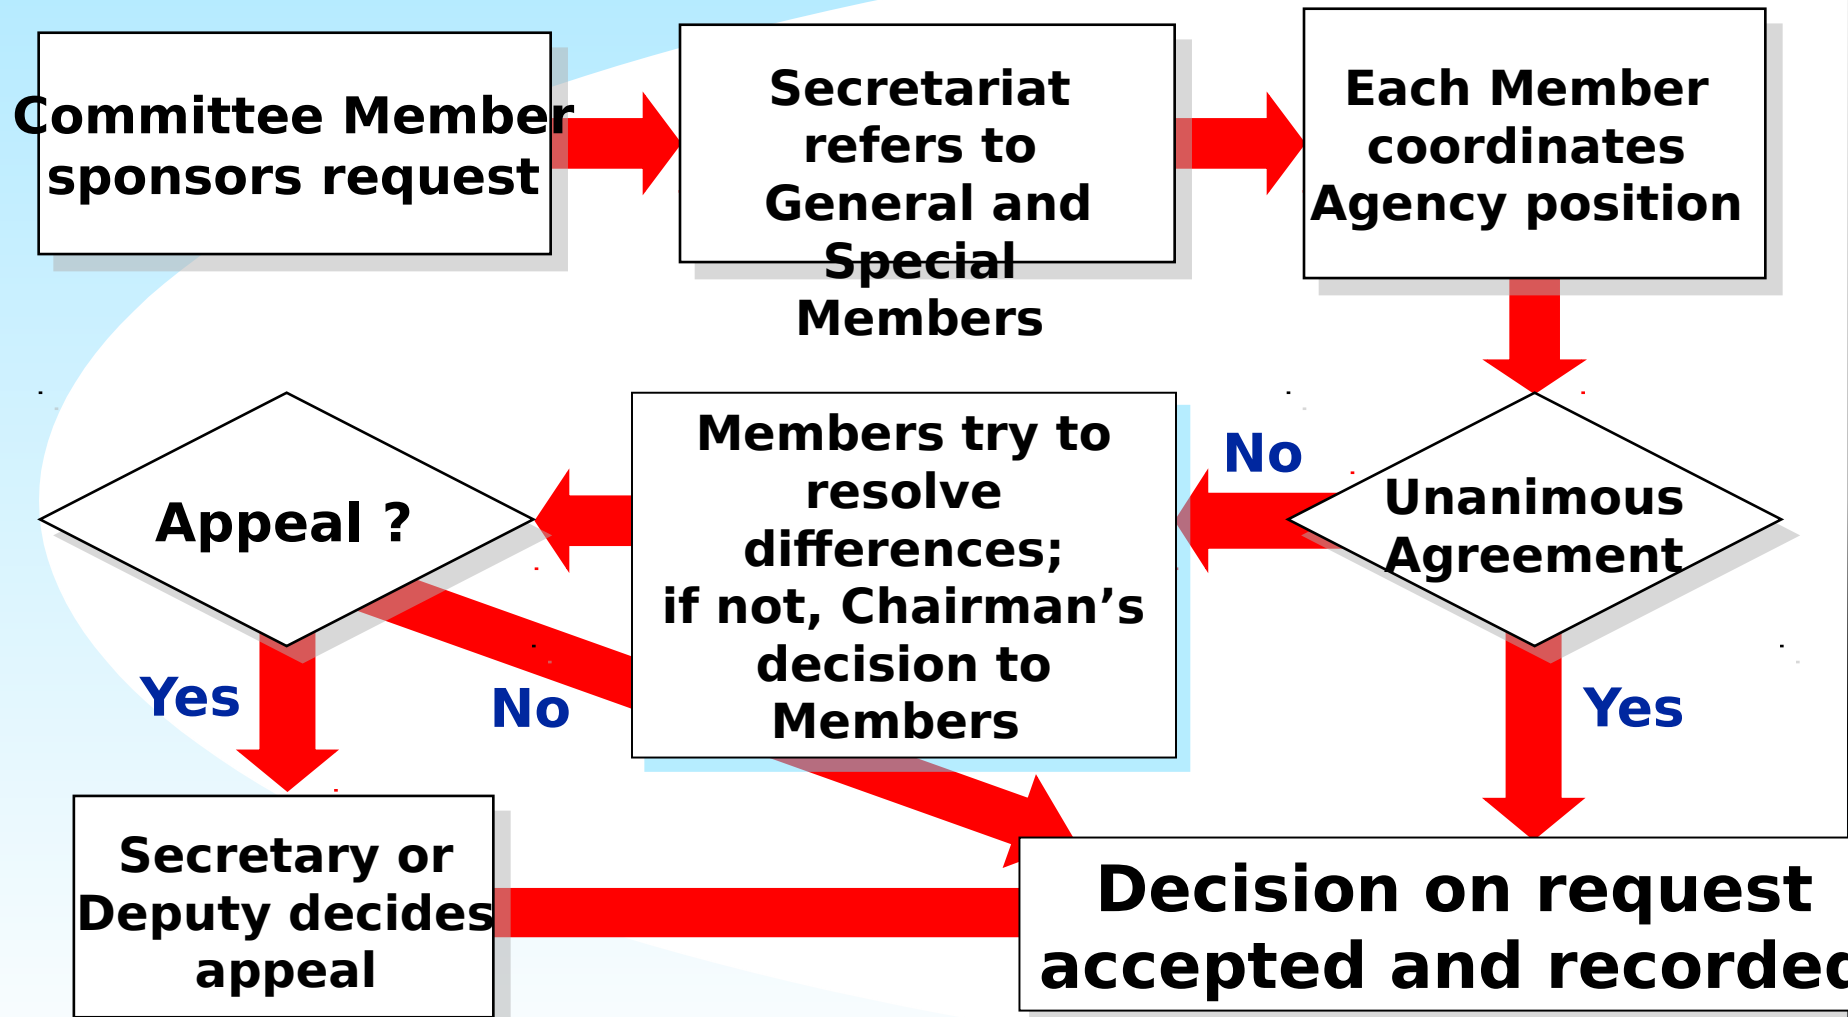 Committee Member
sponsors request
Secretariat
refers to
General and
Special
Members
Each Member
coordinates
Agency position
Unanimous
Agreement
No
Yes
Members try to
resolve
differences;
if not, Chairman’s
decision to
Members
Appeal ?
Yes
No
Secretary or
Deputy decides
appeal
Decision on request
accepted and recorded